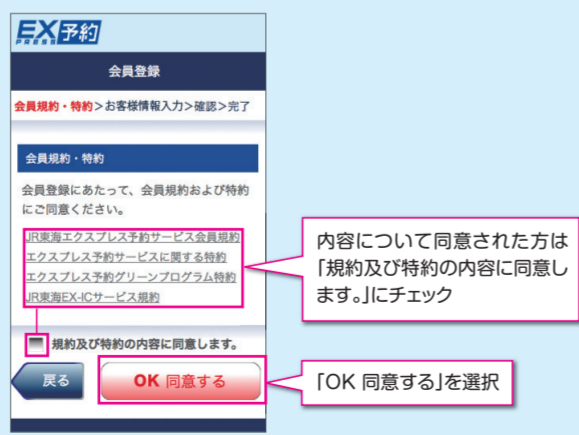 EX予約
PRESS
会員登録
会員規約・特約>お客様情報入力>確認>完了
会員規約・特約
会員登録にあたって、会員規約および特約
にご同意ください。
JR東海エクスプレス予約サービス会員規約
エクスプレス予約サービスに関する特約
エクスプレス予約グリーンプログラム特約
JR東海EX-ICサービス規約
規約及び特約の内容に同意します。
戻る
OK 同意する
内容について同意された方は
「規約及び特約の内容に同意し
ます。」にチェック
「OK 同意する」を選択